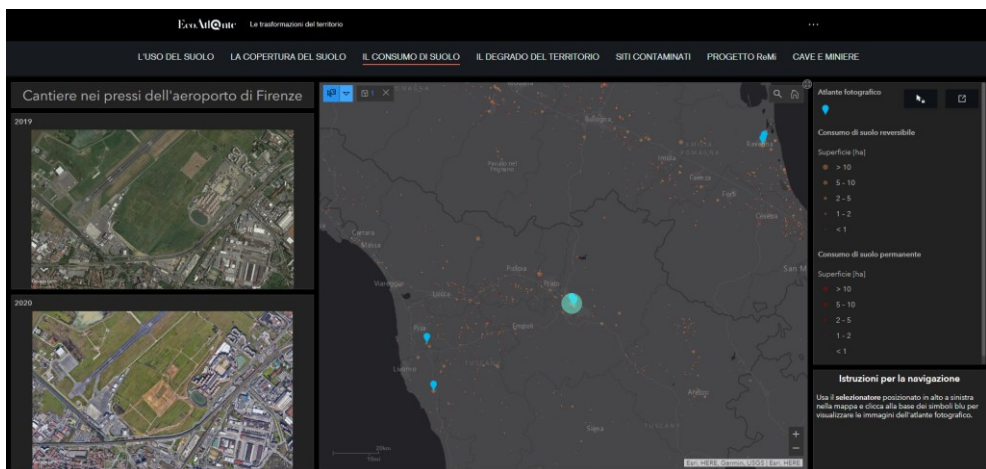 EcoAtl@nte Le trasformazioni del territorio
L'USO DEL SUOLO LA COPERTURA DEL SUOLO IL CONSUMO DI SUOLO IL DEGRADO DEL TERRITORIO SITI CONTAMINATI PROGETTO ReMi CAVE E MINIERE
Cantiere nei pressi dell'aeroporto di Firenze
2019
2020
1
Bologna
Ravenna
Imola
Faenza
Forlì
Cesena
Pavullo nel
Frignano
Carrara
Massa
Viareggio
Lucca
Pistoia
Prato
Pisa
Empoli
Livorno
TUSCANY
Siena
Arezzo
San M
Esri, HERE, Garmin, USGS | Esri, HERE
Atlante fotografico
Consumo di suolo reversibile
Superficie [ha]
> 10
5 - 10
2 - 5
1 - 2
< 1
Consumo di suolo permanente
Superficie [ha]
> 10
5 - 10
2 - 5
1 - 2
< 1
Istruzioni per la navigazione
Usa il selezionatore posizionato in alto a sinistra
nella mappa e clicca alla base dei simboli blu per
visualizzare le immagini dell'atlante fotografico.